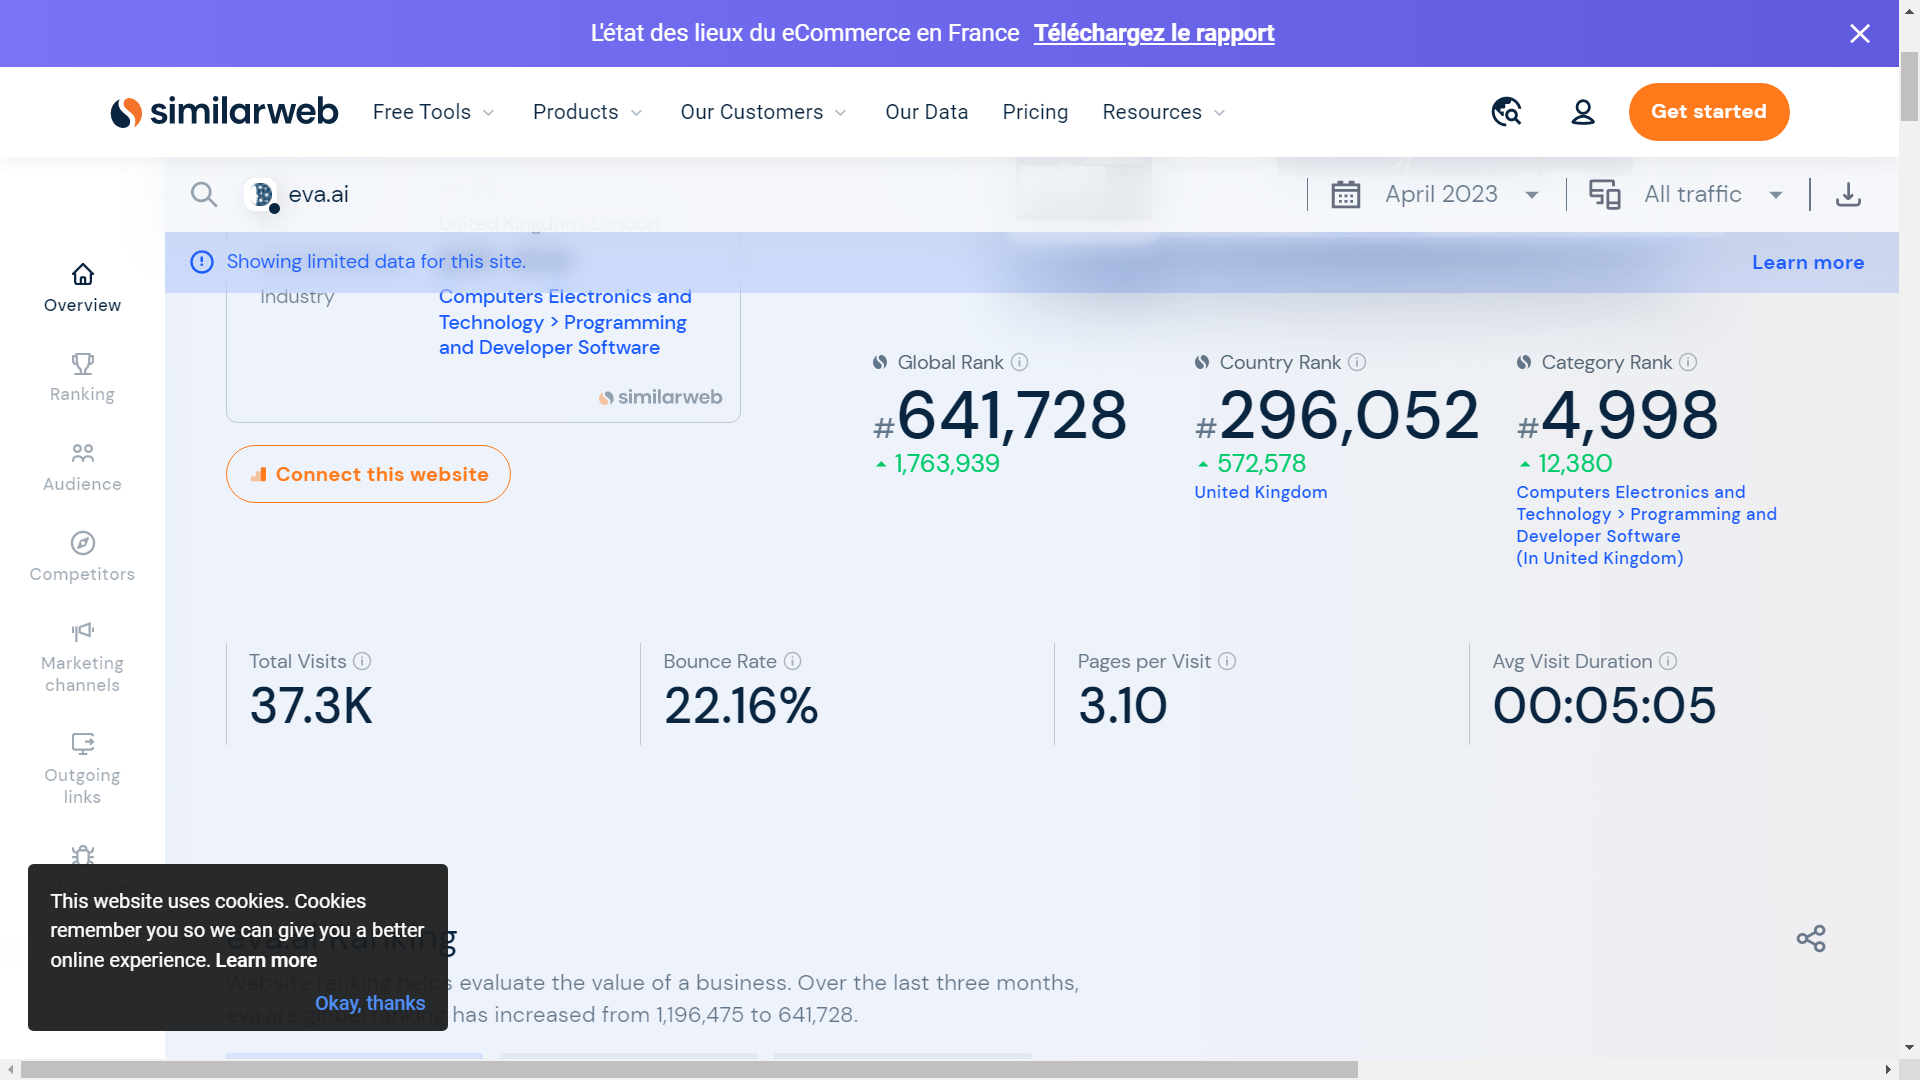 L'état des lieux du eCommerce en France Téléchargez le rapport
similarweb Free Tools Products Our Customers Our Data Pricing Resources Get started
eva.ai April 2023 All traffic
United Kingdom, London
Showing limited data for this site. Learn more
Industry Computers Electronics and
Technology > Programming
and Developer Software
similarweb
Connect this website
Overview
Ranking
Audience
Competitors
Marketing
channels
Outgoing
links
Global Rank
#641,728
1,763,939
Country Rank
#296,052
572,578
United Kingdom
Category Rank
#4,998
12,380
Computers Electronics and
Technology > Programming and
Developer Software
(In United Kingdom)
Total Visits
37.3K
Bounce Rate
22.16%
Pages per Visit
3.10
Avg Visit Duration
00:05:05
eva.ai Ranking
Website ranking helps evaluate the value of a business. Over the last three months,
eva.ai's global ranking has increased from 1,196,475 to 641,728.
This website uses cookies. Cookies
remember you so we can give you a better
online experience. Learn more
Okay, thanks